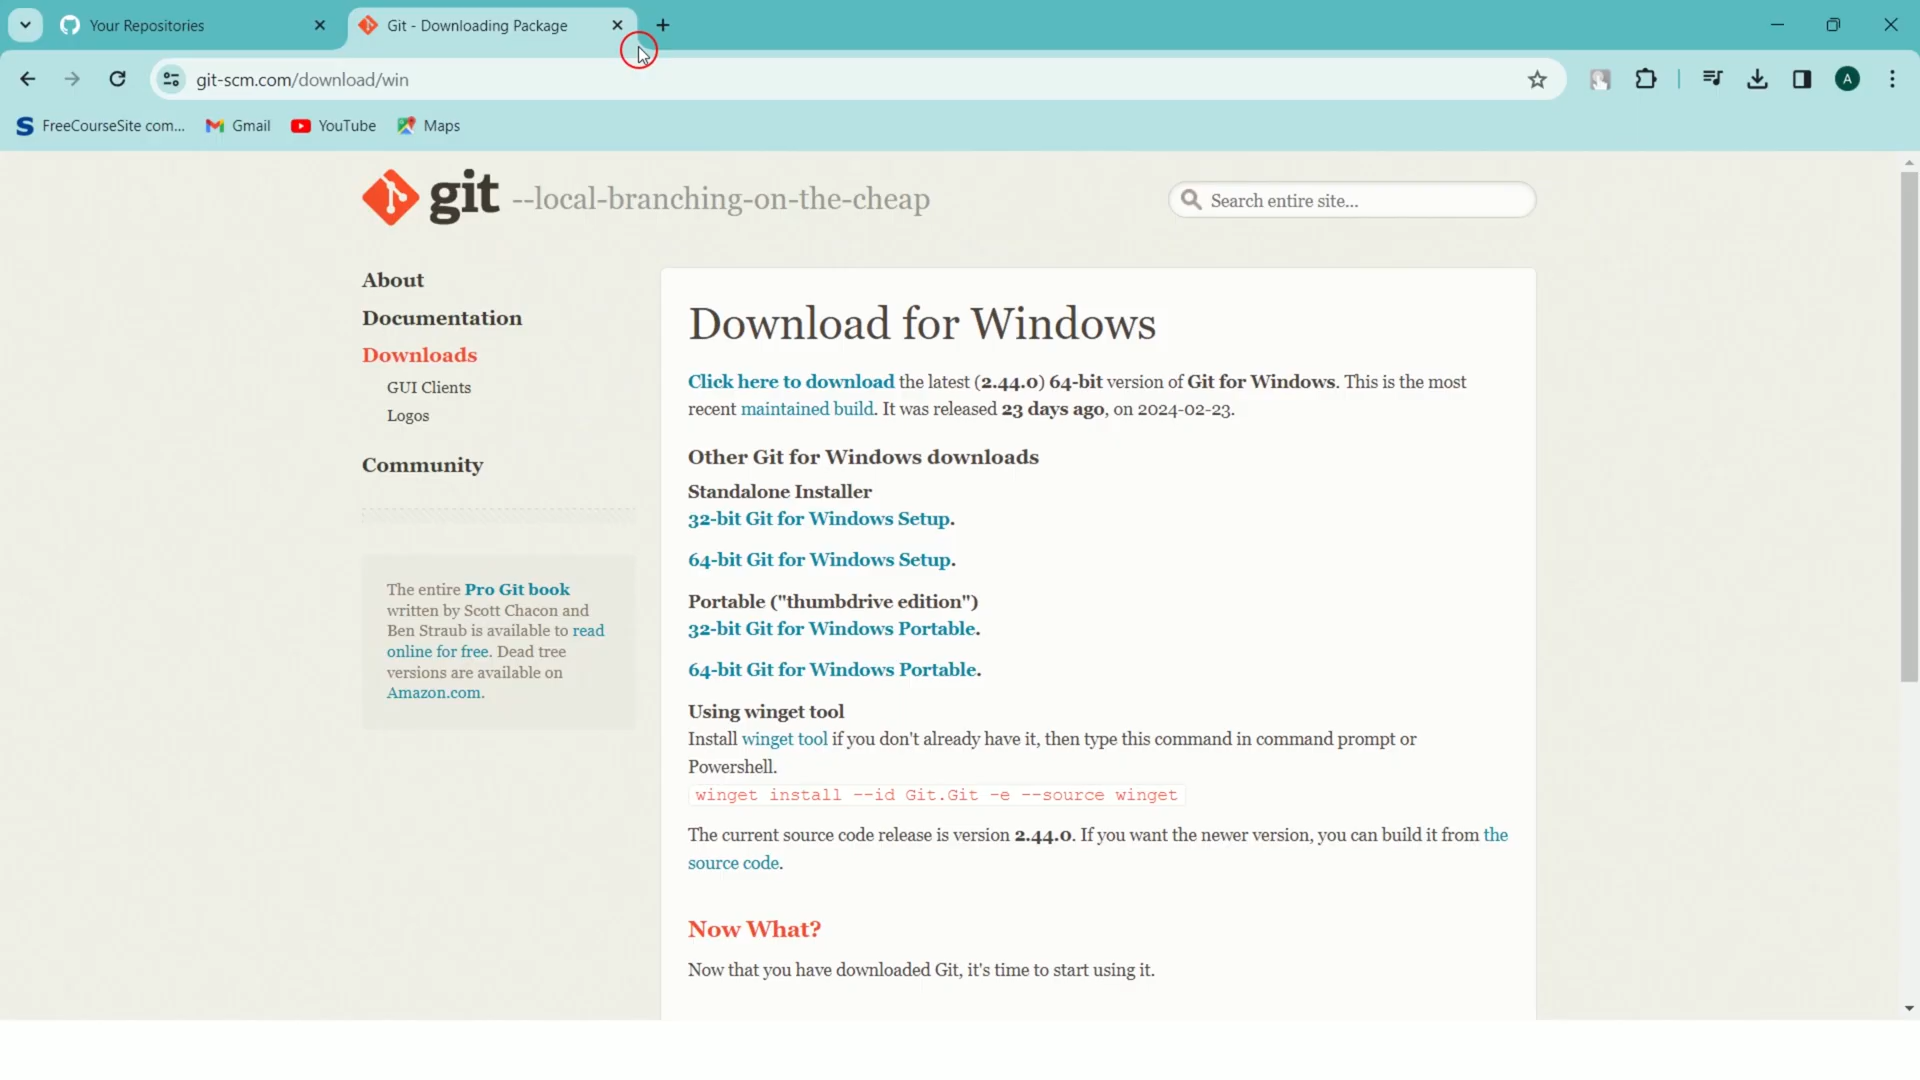 Your Repositories
Git - Downloading Package
git-scm.com/download/win
A
FreeCourseSite com...
Gmail
YouTube
Maps
git --local-branching-on-the-cheap
Search entire site...
About
Documentation
Downloads
GUI Clients
Logos
Community
The entire Pro Git book
written by Scott Chacon and
Ben Straub is available to read
online for free. Dead tree
versions are available on
Amazon.com.
Download for Windows
Click here to download the latest (2.44.0) 64-bit version of Git for Windows. This is the most
recent maintained build. It was released 23 days ago, on 2024-02-23.
Other Git for Windows downloads
Standalone Installer
32-bit Git for Windows Setup.
64-bit Git for Windows Setup.
Portable ("thumbdrive edition")
32-bit Git for Windows Portable.
64-bit Git for Windows Portable.
Using winget tool
Install winget tool if you don't already have it, then type this command in command prompt or
Powershell.
winget install --id Git.Git -e --source winget
The current source code release is version 2.44.0. If you want the newer version, you can build it from the
source code.
Now What?
Now that you have downloaded Git, it's time to start using it.